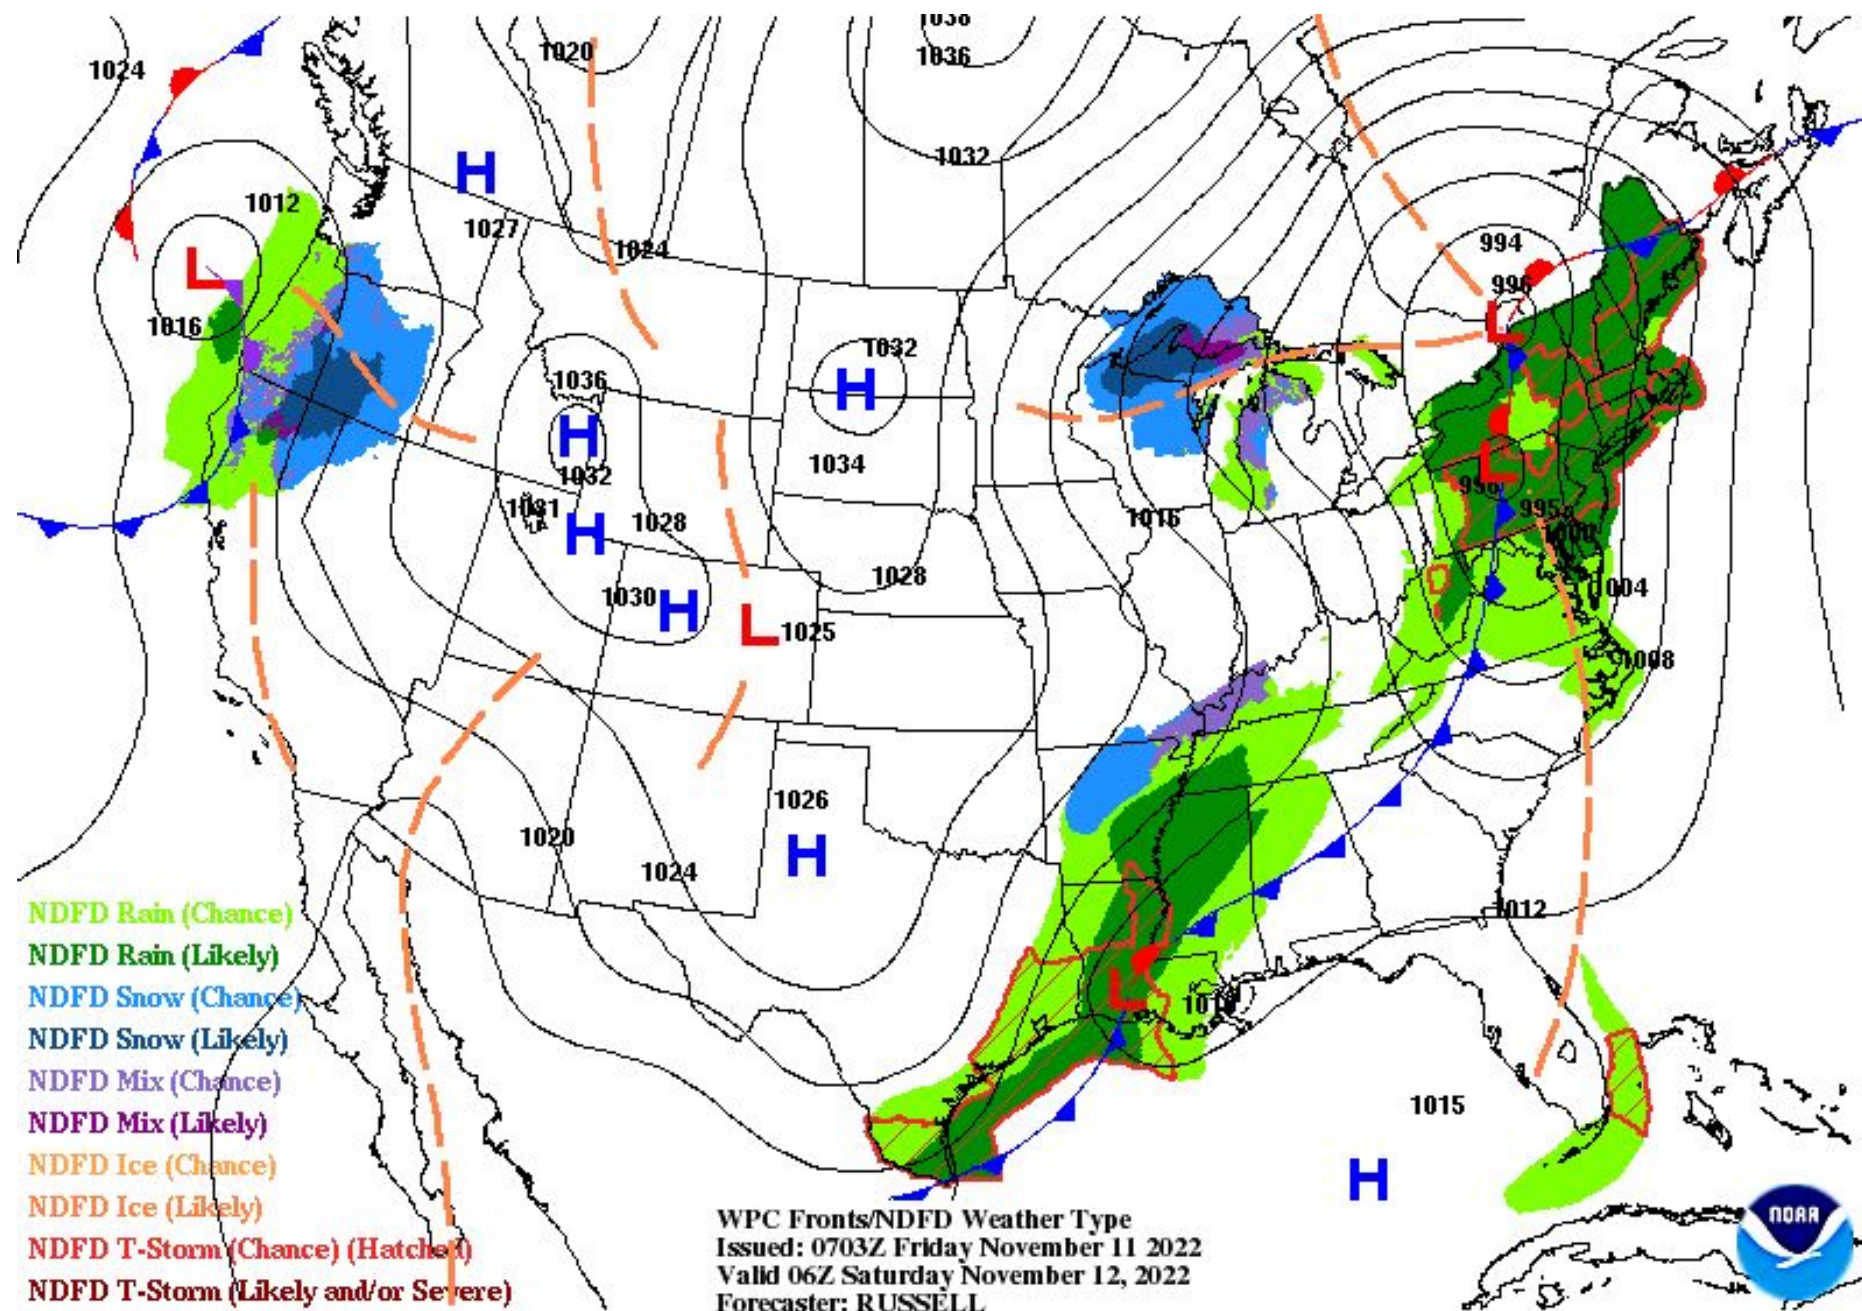 1038
1020
1036
1024
1032
1012
H
1027
1024
994
L
996
1016
L
1032
1036
H
H
1034
L
1032
996
1031
H
1028
1016
995
1000
1028
1030
H
L
1025
1004
1008
1026
1020
H
1024
1012
L
NDFD Rain (Chance)
NDFD Rain (Likely)
NDFD Snow (Chance)
NDFD Snow (Likely)
NDFD Mix (Chance)
NDFD Mix (Likely)
NDFD Ice (Chance)
NDFD Ice (Likely)
NDFD T-Storm (Chance) (Hatched)
NDFD T-Storm (Likely and/or Severe)
1015
H
WPC Fronts/NDFD Weather Type
Issued: 0703Z Friday November 11 2022
Valid 06Z Saturday November 12, 2022
Forecaster: RUSSELL
NOAA